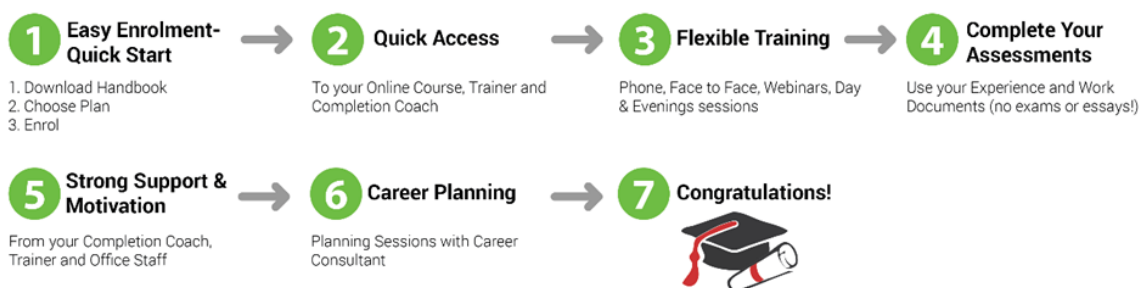 1 Easy Enrolment-
Quick Start
1. Download Handbook
2. Choose Plan
3. Enrol
2 Quick Access
To your Online Course, Trainer and
Completion Coach
3 Flexible Training
Phone, Face to Face, Webinars, Day
& Evenings sessions
4 Complete Your
Assessments
Use your Experience and Work
Documents (no exams or essays!)
5 Strong Support &
Motivation
From your Completion Coach,
Trainer and Office Staff
6 Career Planning
Planning Sessions with Career
Consultant
7 Congratulations!